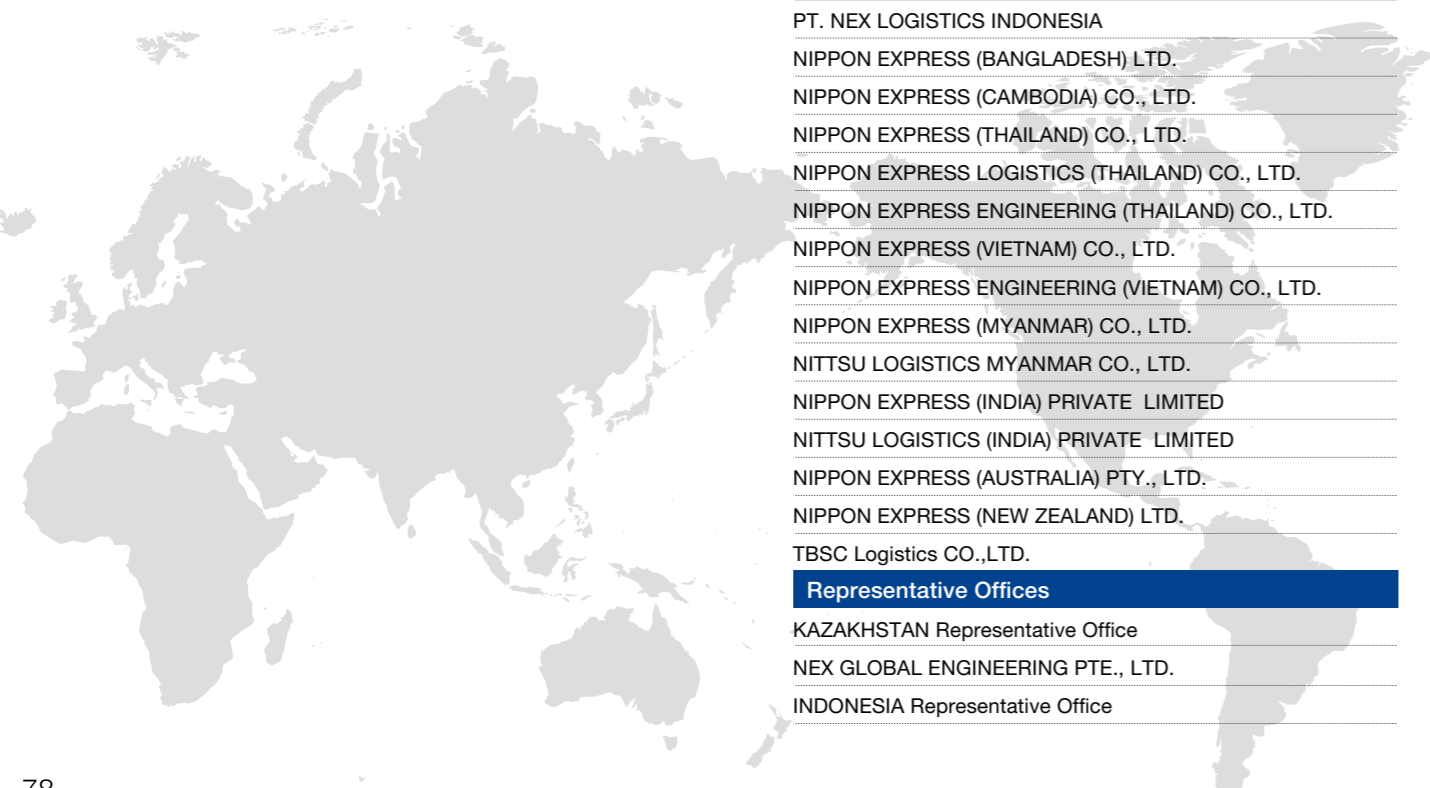 PT. NEX LOGISTICS INDONESIA
NIPPON EXPRESS (BANGLADESH) LTD.
NIPPON EXPRESS (CAMBODIA) CO., LTD.
NIPPON EXPRESS (THAILAND) CO., LTD.
NIPPON EXPRESS LOGISTICS (THAILAND) CO., LTD.
NIPPON EXPRESS ENGINEERING (THAILAND) CO., LTD.
NIPPON EXPRESS (VIETNAM) CO., LTD.
NIPPON EXPRESS ENGINEERING (VIETNAM) CO., LTD.
NIPPON EXPRESS (MYANMAR) CO., LTD.
NITTSU LOGISTICS MYANMAR CO., LTD.
NIPPON EXPRESS (INDIA) PRIVATE LIMITED
NITTSU LOGISTICS (INDIA) PRIVATE LIMITED
NIPPON EXPRESS (AUSTRALIA) PTY., LTD.
NIPPON EXPRESS (NEW ZEALAND) LTD.
TBSC Logistics CO.,LTD.
Representative Offices
KAZAKHSTAN Representative Office
NEX GLOBAL ENGINEERING PTE., LTD.
INDONESIA Representative Office